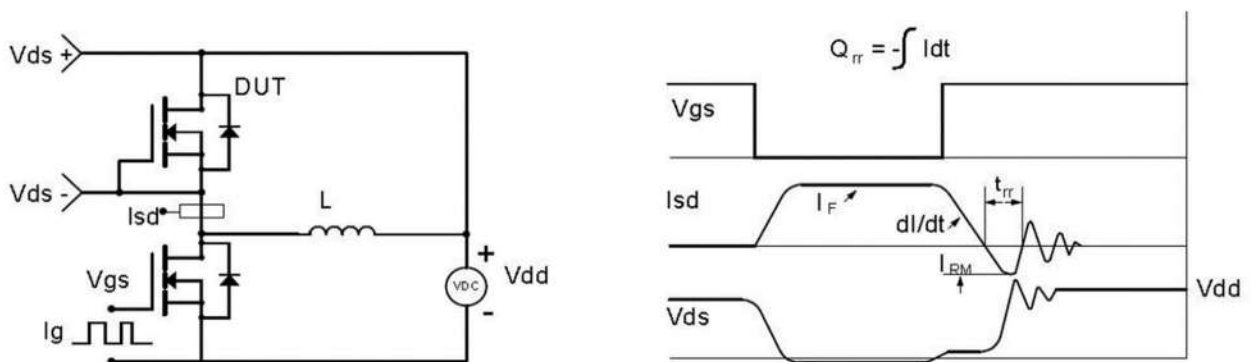 Vds +
DUT
Vds -
Isd
L
Vgs
Ig
+
VDC
-
Vdd
Qrr = -∫ Idt
Vgs
Isd
IF
dI/dt
trr
IRM
Vds
Vdd